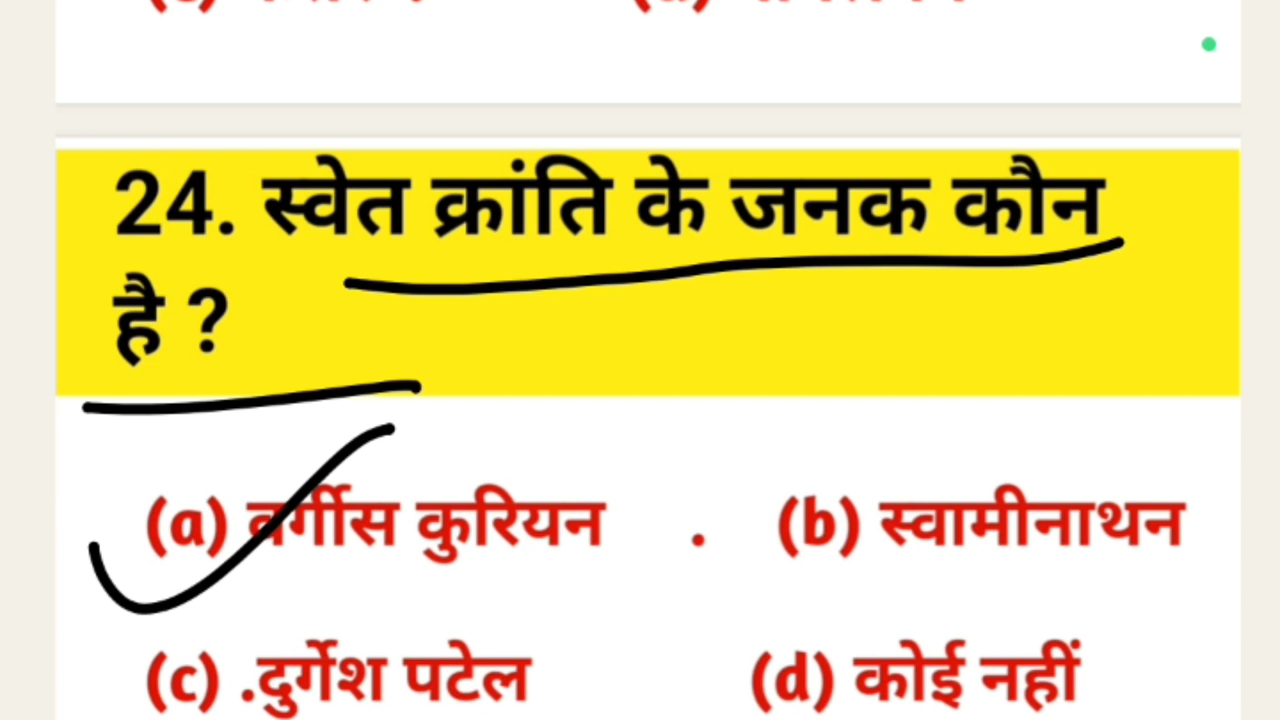 24. स्वेत क्रांति के जनक कौन
है ?
(a) वर्गीस कुरियन . (b) स्वामीनाथन
(c) .दुर्गेश पटेल (d) कोई नहीं